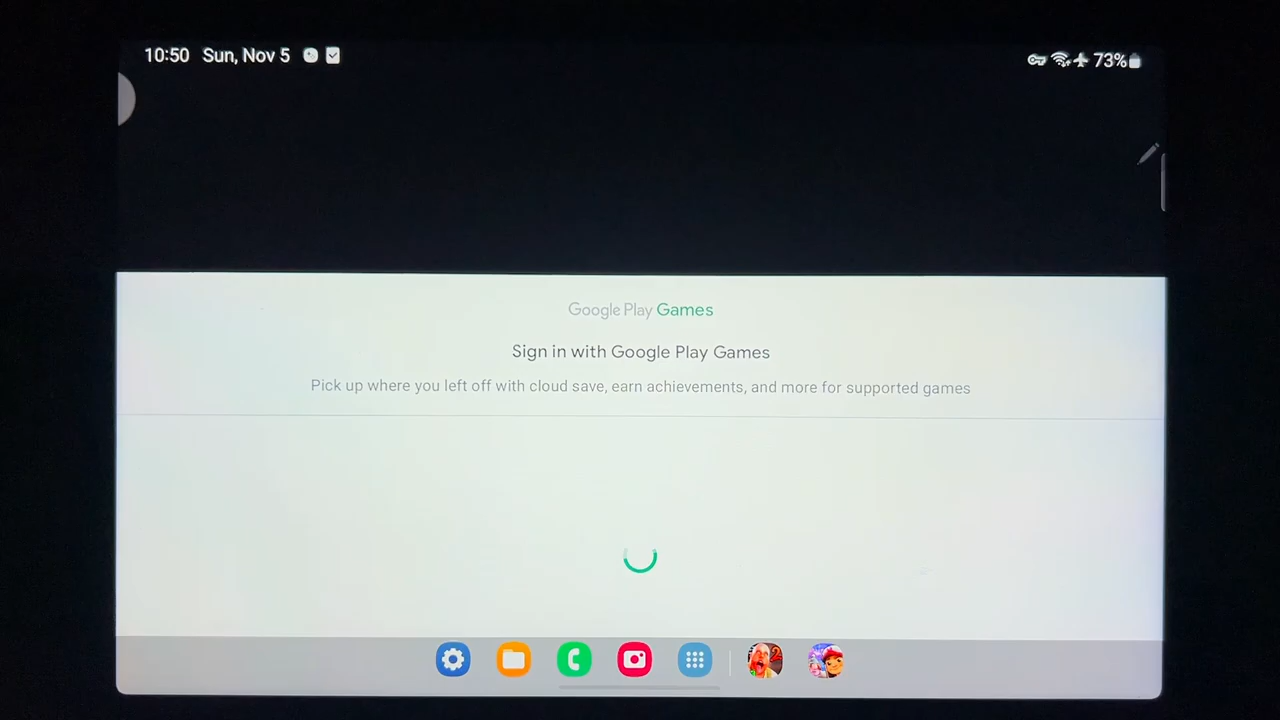 10:50 Sun, Nov 5
73%
Google Play Games
Sign in with Google Play Games
Pick up where you left off with cloud save, earn achievements, and more for supported games
2